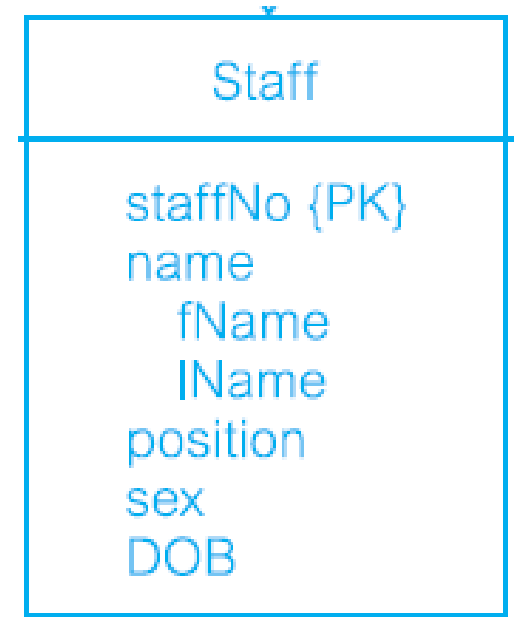 Staff
staffNo {PK}
name
fName
lName
position
sex
DOB